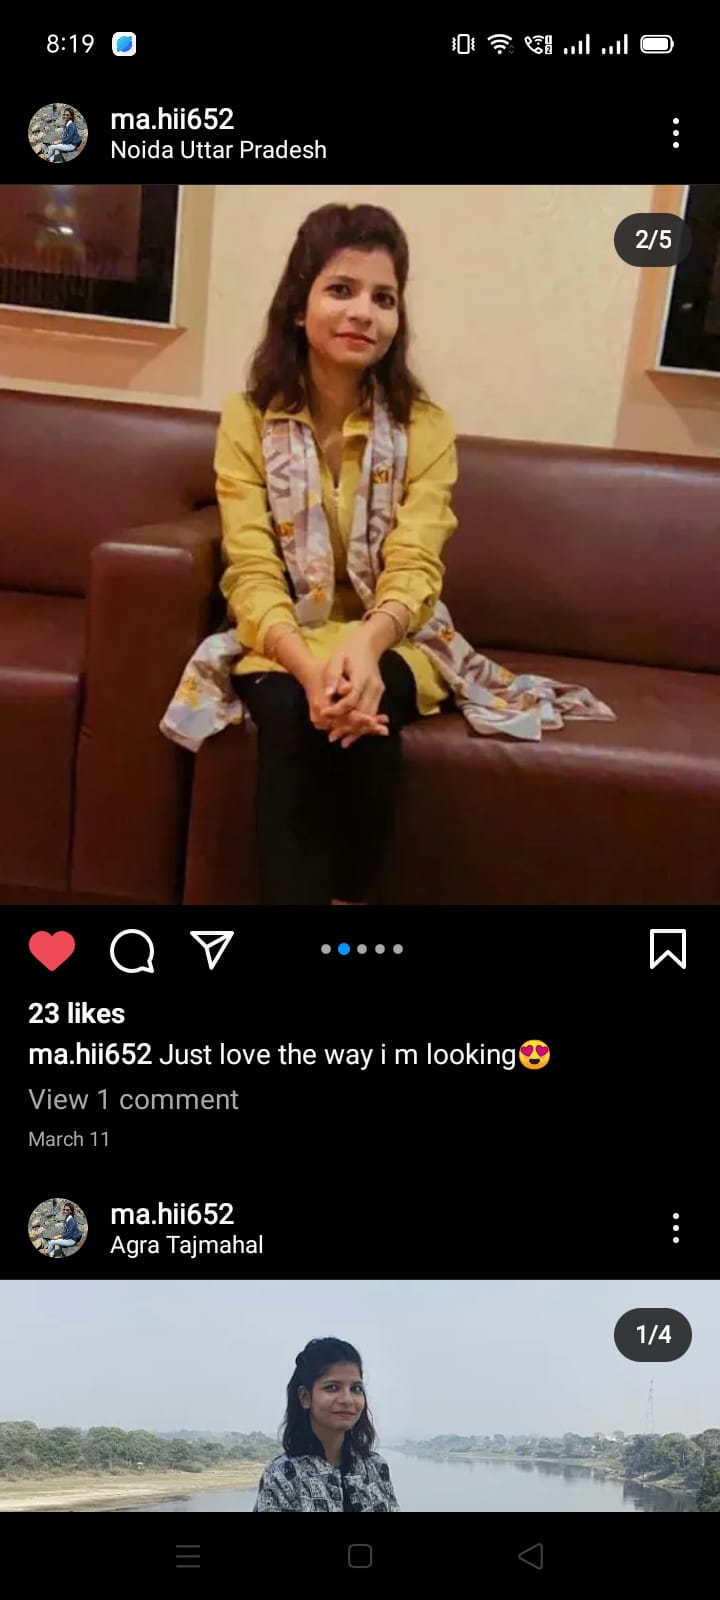 8:19
ma.hii652
Noida Uttar Pradesh
2/5
23 likes
ma.hii652 Just love the way i m looking😍
View 1 comment
March 11
ma.hii652
Agra Tajmahal
1/4